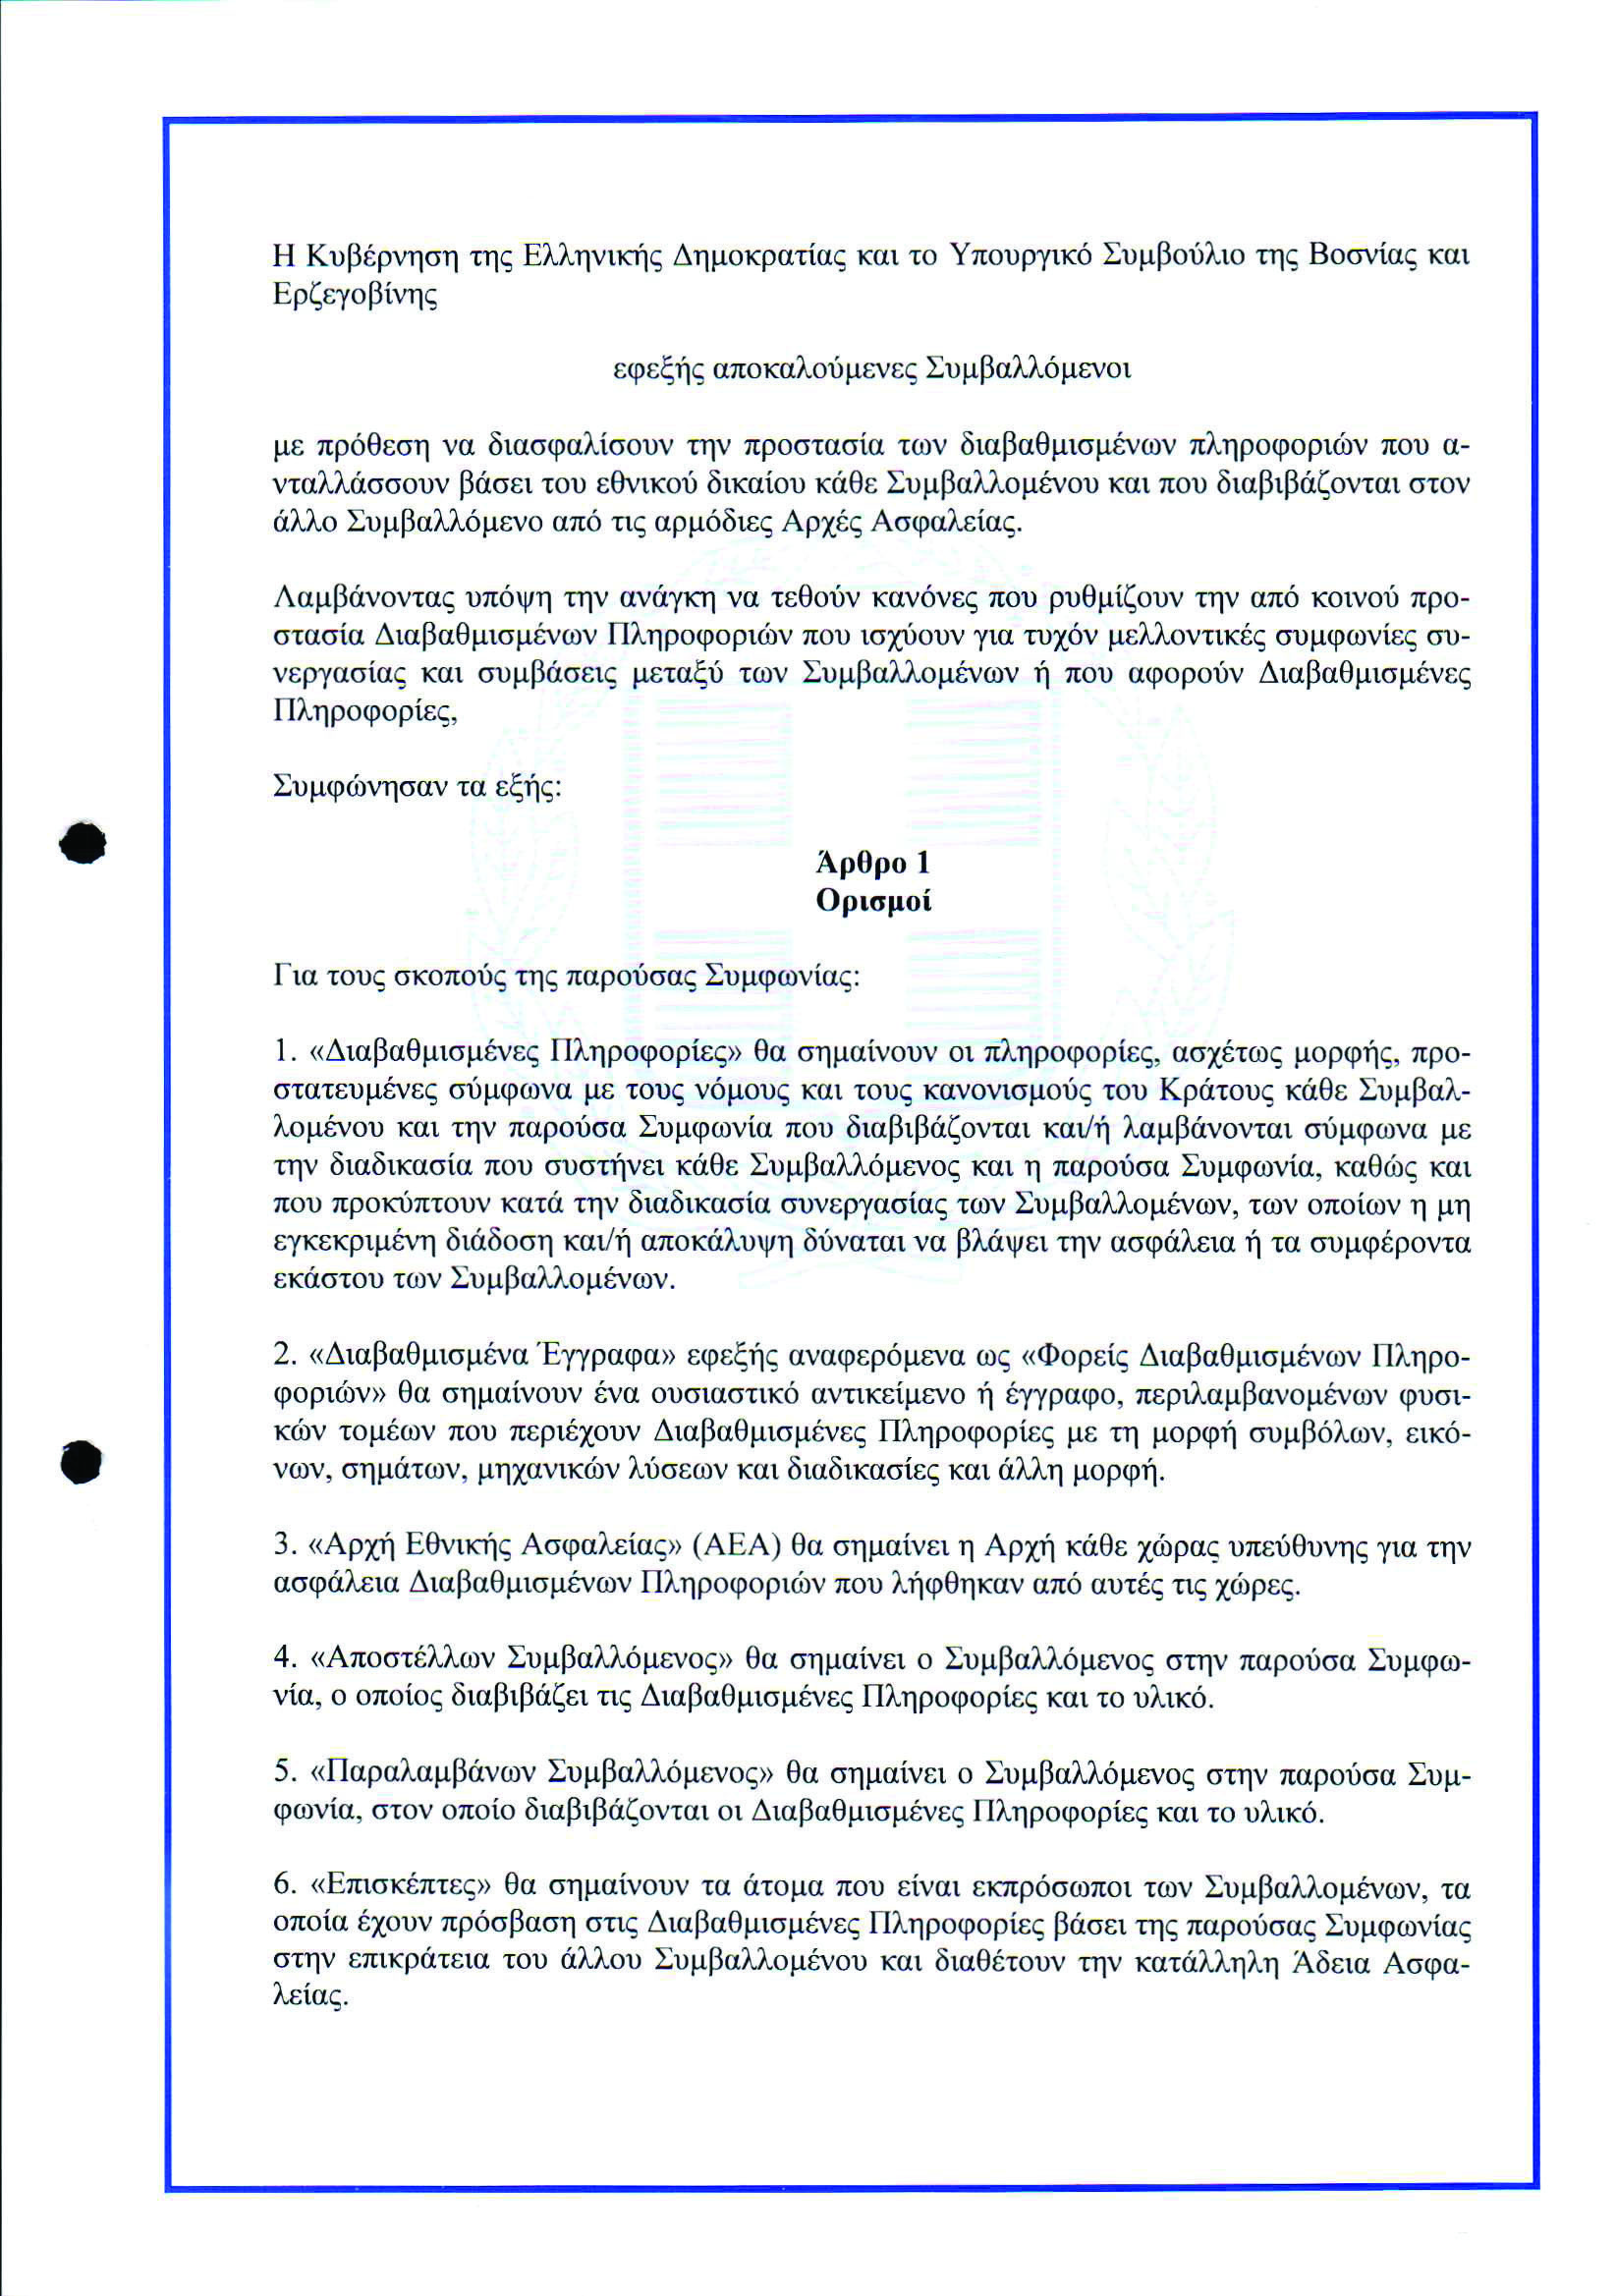 Η Κυβέρνηση της Ελληνικής Δημοκρατίας και το Υπουργικό Συμβούλιο της Βοσνίας και
Ερζεγοβίνης
εφεξής αποκαλούμενες Συμβαλλόμενοι
με πρόθεση να διασφαλίσουν την προστασία των διαβαθμισμένων πληροφοριών που α-
νταλλάσσουν βάσει του εθνικού δικαίου κάθε Συμβαλλομένου και που διαβιβάζονται στον
άλλο Συμβαλλόμενο από τις αρμόδιες Αρχές Ασφαλείας.
Λαμβάνοντας υπόψη την ανάγκη να τεθούν κανόνες που ρυθμίζουν την από κοινού προ-
στασία Διαβαθμισμένων Πληροφοριών που ισχύουν για τυχόν μελλοντικές συμφωνίες συ-
νεργασίας και συμβάσεις μεταξύ των Συμβαλλομένων ή που αφορούν Διαβαθμισμένες
Πληροφορίες,
Συμφώνησαν τα εξής:
Άρθρο 1
Ορισμοί
Για τους σκοπούς της παρούσας Συμφωνίας:
1. «Διαβαθμισμένες Πληροφορίες» θα σημαίνουν οι πληροφορίες, ασχέτως μορφής, προ-
στατευμένες σύμφωνα με τους νόμους και τους κανονισμούς του Κράτους κάθε Συμβαλ-
λομένου και την παρούσα Συμφωνία που διαβιβάζονται και/ή λαμβάνονται σύμφωνα με
την διαδικασία που συστήνει κάθε Συμβαλλόμενος και η παρούσα Συμφωνία, καθώς και
που προκύπτουν κατά την διαδικασία συνεργασίας των Συμβαλλομένων, των οποίων η μη
εγκεκριμένη διάδοση και/ή αποκάλυψη δύναται να βλάψει την ασφάλεια ή τα συμφέροντα
εκάστου των Συμβαλλομένων.
2. «Διαβαθμισμένα Έγγραφα» εφεξής αναφερόμενα ως «Φορείς Διαβαθμισμένων Πληρο-
φοριών» θα σημαίνουν ένα ουσιαστικό αντικείμενο ή έγγραφο, περιλαμβανομένων φυσι-
κών τομέων που περιέχουν Διαβαθμισμένες Πληροφορίες με τη μορφή συμβόλων, εικό-
νων, σημάτων, μηχανικών λύσεων και διαδικασίες και άλλη μορφή.
3. «Αρχή Εθνικής Ασφαλείας» (ΑΕΑ) θα σημαίνει η Αρχή κάθε χώρας υπεύθυνης για την
ασφάλεια Διαβαθμισμένων Πληροφοριών που λήφθηκαν από αυτές τις χώρες.
4. «Αποστέλλων Συμβαλλόμενος» θα σημαίνει ο Συμβαλλόμενος στην παρούσα Συμφω-
νία, ο οποίος διαβιβάζει τις Διαβαθμισμένες Πληροφορίες και το υλικό.
5. «Παραλαμβάνων Συμβαλλόμενος» θα σημαίνει ο Συμβαλλόμενος στην παρούσα Συμ-
φωνία, στον οποίο διαβιβάζονται οι Διαβαθμισμένες Πληροφορίες και το υλικό.
6. «Επισκέπτες» θα σημαίνουν τα άτομα που είναι εκπρόσωποι των Συμβαλλομένων, τα
οποία έχουν πρόσβαση στις Διαβαθμισμένες Πληροφορίες βάσει της παρούσας Συμφωνίας
στην επικράτεια του άλλου Συμβαλλομένου και διαθέτουν την κατάλληλη Άδεια Ασφα-
λείας.